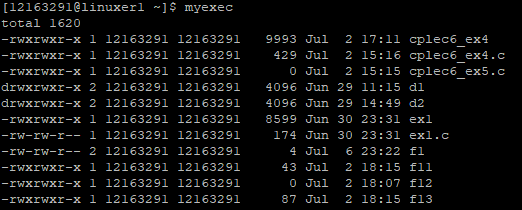 [12163291@linuxer1 ~]$ myexec
total 1620
-rwxrwxr-x 1 12163291 12163291    9993 Jul  2 17:11 cplec6_ex4
-rwxrwxr-x 1 12163291 12163291     429 Jul  2 15:16 cplec6_ex4.c
-rwxrwxr-x 1 12163291 12163291       0 Jul  2 15:15 cplec6_ex5.c
drwxrwxr-x 2 12163291 12163291    4096 Jun 29 11:15 d1
drwxrwxr-x 2 12163291 12163291    4096 Jun 29 14:49 d2
-rwxrwxr-x 1 12163291 12163291    8599 Jun 30 23:31 ex1
-rw-rw-r-- 1 12163291 12163291     174 Jun 30 23:31 ex1.c
-rw-rw-r-- 2 12163291 12163291       4 Jul  6 23:22 f1
-rwxrwxr-x 1 12163291 12163291      43 Jul  2 18:15 f11
-rwxrwxr-x 1 12163291 12163291       0 Jul  2 18:07 f12
-rwxrwxr-x 1 12163291 12163291      87 Jul  2 18:15 f13